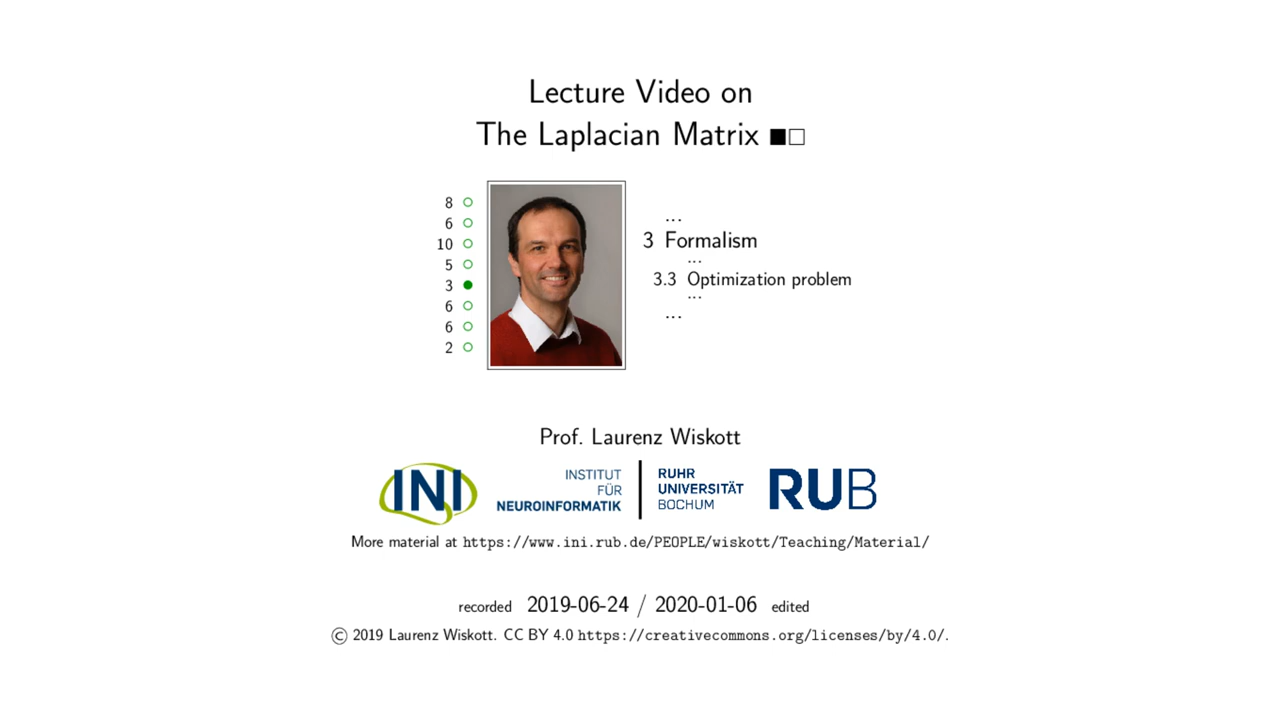 Lecture Video on
The Laplacian Matrix ■□
8
6
10
5
3
6
6
2
...
3 Formalism
...
3.3 Optimization problem
...
...
Prof. Laurenz Wiskott
INI
INSTITUT
FÜR
NEUROINFORMATIK
RUHR
UNIVERSITÄT
BOCHUM
RUB
More material at https://www.ini.rub.de/PEOPLE/wiskott/Teaching/Material/
recorded 2019-06-24 / 2020-01-06 edited
© 2019 Laurenz Wiskott. CC BY 4.0 https://creativecommons.org/licenses/by/4.0/.